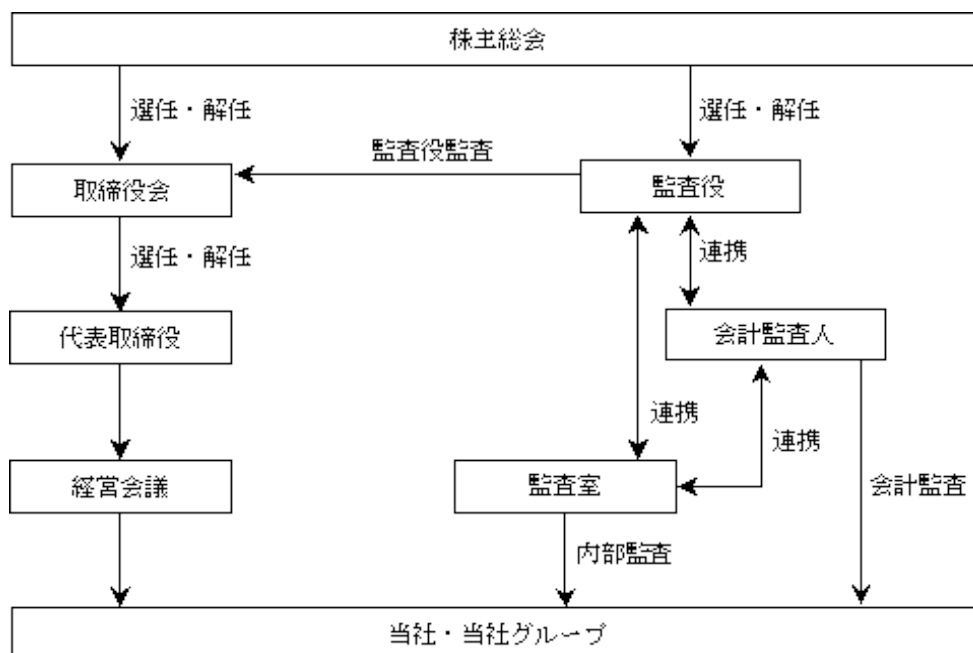 株主総会
選任・解任
選任・解任
監査役監査
取締役会
監査役
選任・解任
連携
代表取締役
会計監査人
連携
連携
経営会議
監査室
会計監査
内部監査
当社・当社グループ